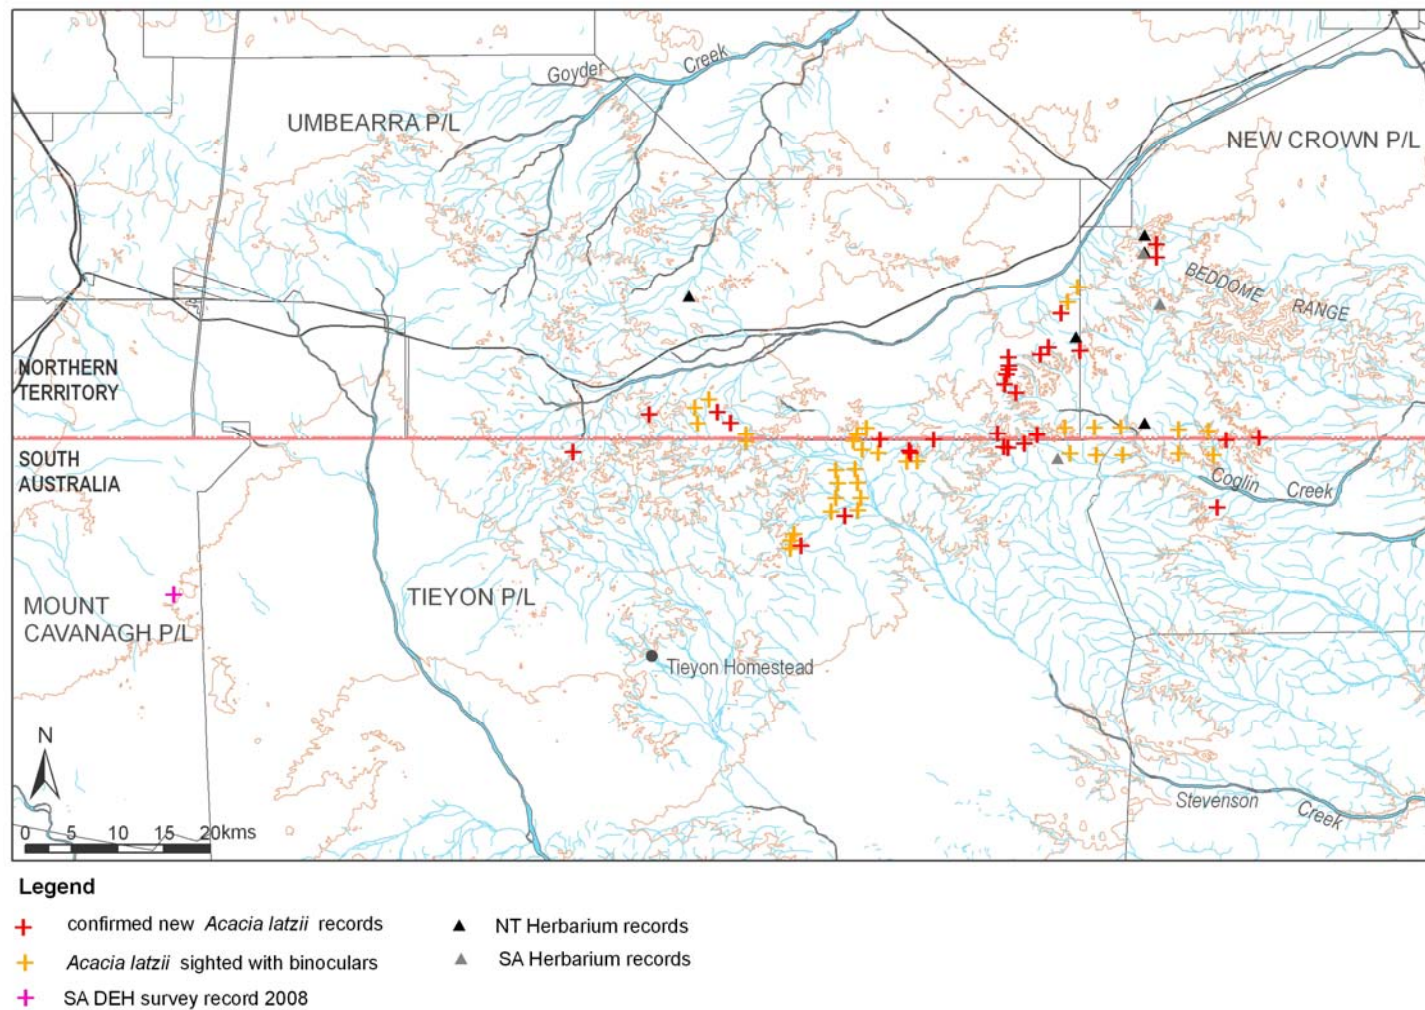 Goyder Creek
UMBEARRA P/L
NEW CROWN P/L
BEDDOME RANGE
NORTHERN
TERRITORY
SOUTH
AUSTRALIA
Coglin Creek
MOUNT
CAVANAGH P/L
TIEYON P/L
Tieyon Homestead
N
Stevenson Creek
0 5 10 15 20kms
Legend
confirmed new Acacia latzii records
NT Herbarium records
Acacia latzii sighted with binoculars
SA Herbarium records
SA DEH survey record 2008